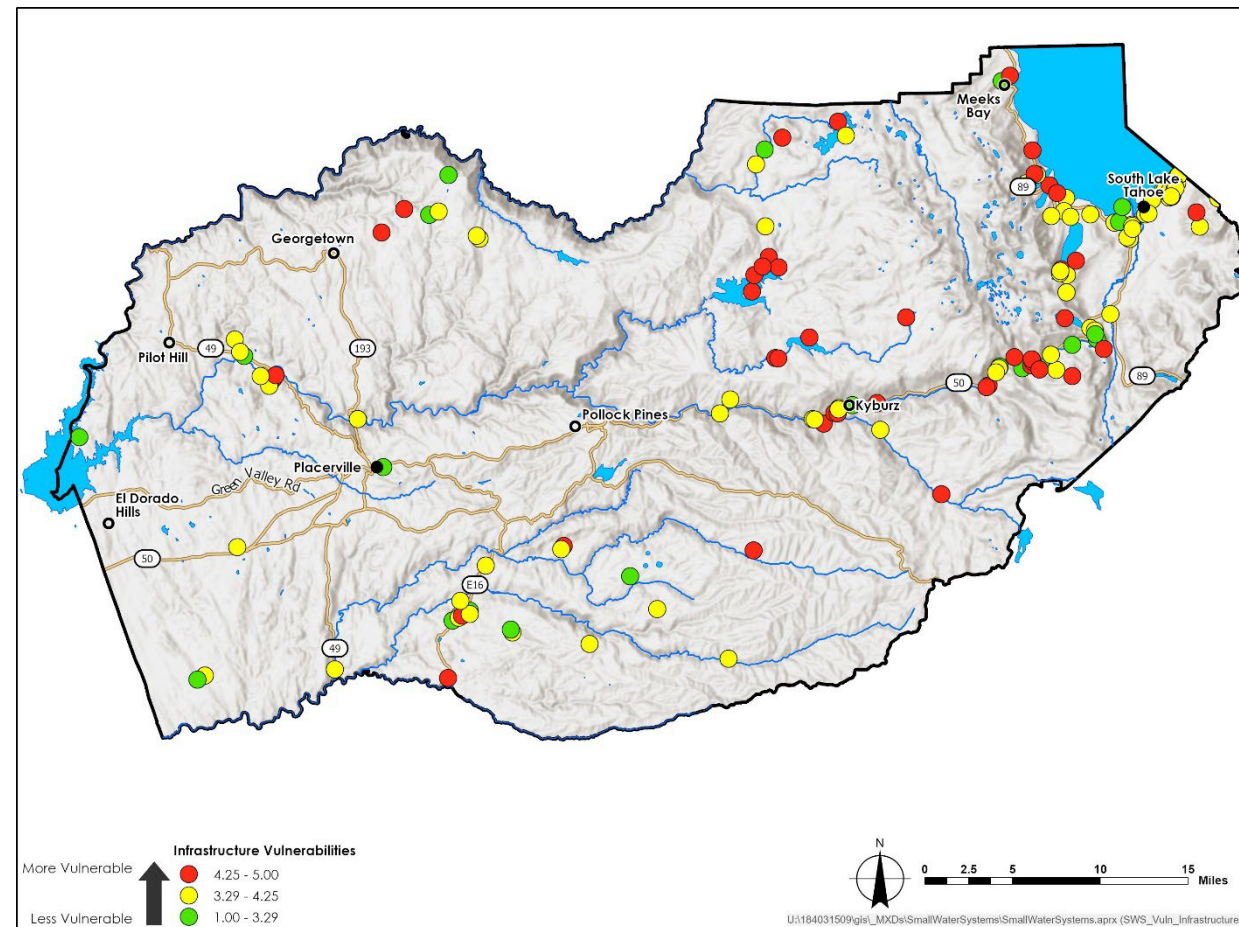 Meeks
Bay
89
South Lake
Tahoe
Georgetown
Pilot Hill
49
193
50
89
Kyburz
Pollock Pines
Placerville
Green Valley Rd
El Dorado
Hills
50
E16
49
Infrastructure Vulnerabilities
More Vulnerable
4.25 - 5.00
3.29 - 4.25
Less Vulnerable
1.00 - 3.29
N
0 2.5 5 10 15
Miles
U:\184031509\gis\_MXDs\SmallWaterSystems\SmallWaterSystems.aprx (SWS_Vuln_Infrastructure